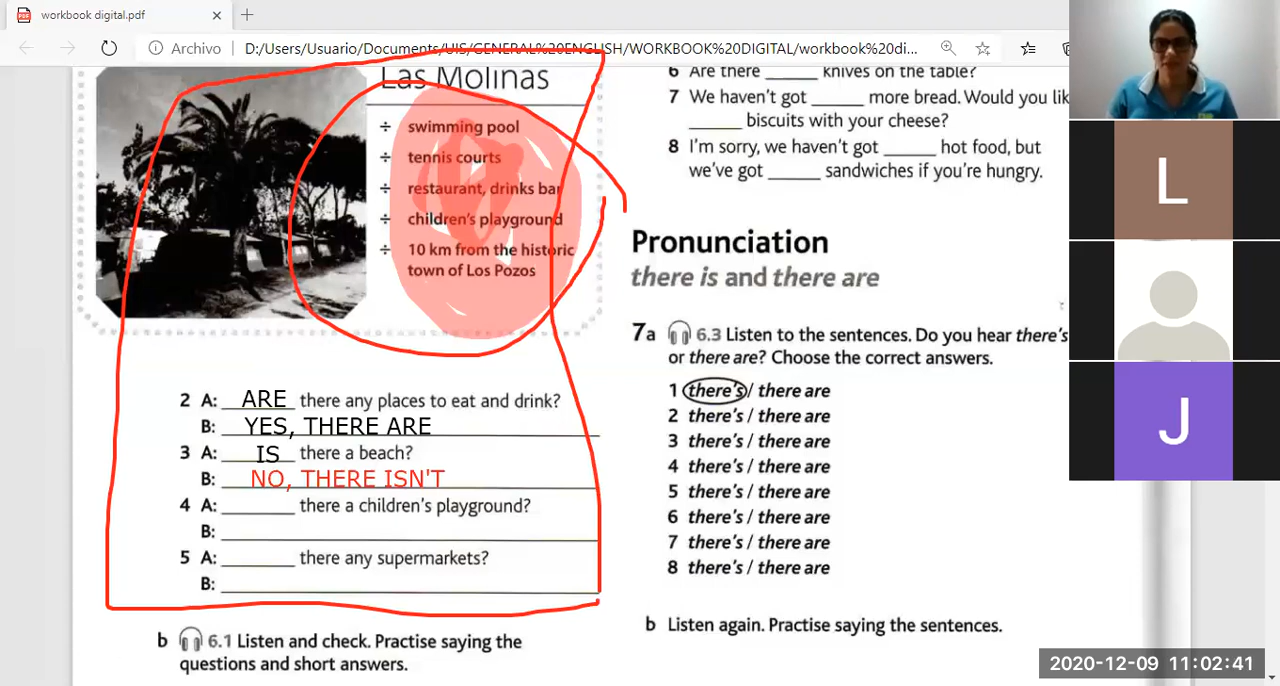 workbook digital.pdf
Archivo
D:/Users/Usuario/Documents/UIS/GENERAL%20ENGLISH/WORKBOOK%20DIGITAL/workbook%20di...
Las Molinas
÷ swimming pool
÷ tennis courts
÷ restaurant, drinks bar
÷ children's playground
÷ 10 km from the historic
town of Los Pozos
2 A: ARE there any places to eat and drink?
B: YES, THERE ARE
3 A: IS there a beach?
B: NO, THERE ISN'T
4 A: ______ there a children's playground?
B:
5 A: ______ there any supermarkets?
B:
b 6.1 Listen and check. Practise saying the
questions and short answers.
6 Are there ______ knives on the table?
7 We haven't got ______ more bread. Would you lik
______ biscuits with your cheese?
8 I'm sorry, we haven't got ______ hot food, but
we've got ______ sandwiches if you're hungry.
Pronunciation
there is and there are
7a 6.3 Listen to the sentences. Do you hear there's
or there are? Choose the correct answers.
1 there's / there are
2 there's / there are
3 there's / there are
4 there's / there are
5 there's / there are
6 there's / there are
7 there's / there are
8 there's / there are
b Listen again. Practise saying the sentences.
L
J
2020-12-09 11:02:41